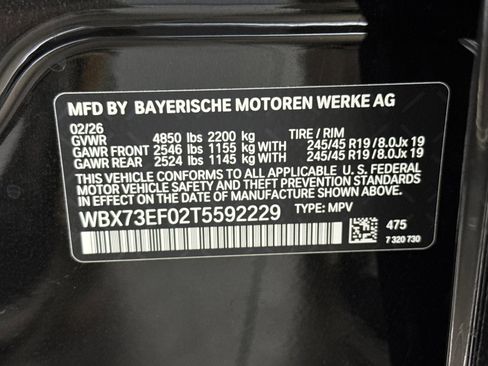 MFD BY BAYERISCHE MOTOREN WERKE AG
02/26
GVWR 4850 lbs 2200 kg TIRE / RIM
GAWR FRONT 2546 lbs 1155 kg 245/45 R19 / 8.0Jx 19
GAWR REAR 2524 lbs 1145 kg 245/45 R19 / 8.0Jx 19
THIS VEHICLE CONFORMS TO ALL APPLICABLE U. S. FEDERAL
MOTOR VEHICLE SAFETY, BUMPER, AND THEFT PREVENTION
STANDARDS IN EFFECT ON THE DATE OF MANUFACTURE SHOWN ABOVE.
WBX73EF02T5592229 TYPE: MPV
475
7 320 730